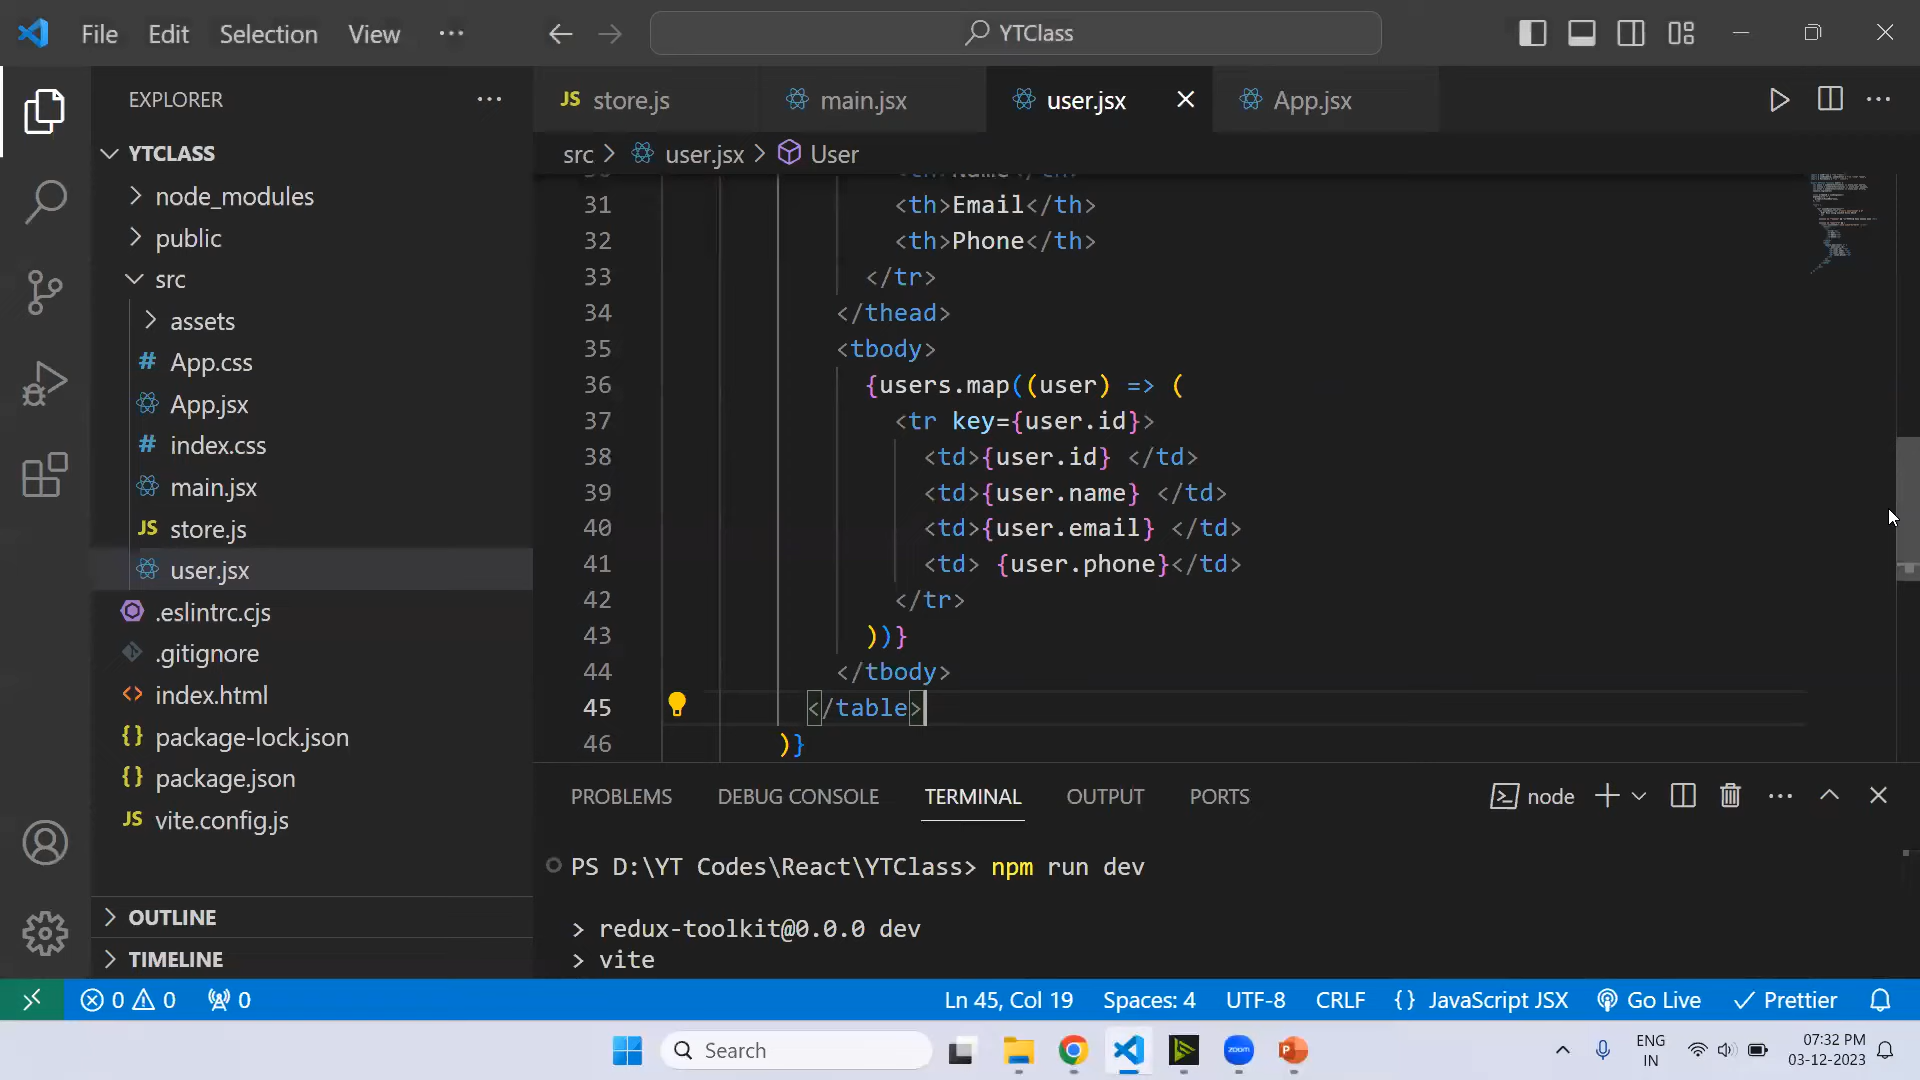 File Edit Selection View ···
YTClass
EXPLORER ···
YTCLASS
node_modules
public
src
assets
# App.css
App.jsx
# index.css
main.jsx
JS store.js
user.jsx
.eslintrc.cjs
.gitignore
<> index.html
{} package-lock.json
{} package.json
JS vite.config.js
OUTLINE
TIMELINE
JS store.js main.jsx user.jsx App.jsx
src > user.jsx > User
31 <th>Email</th>
32 <th>Phone</th>
33 </tr>
34 </thead>
35 <tbody>
36 {users.map((user) => (
37 <tr key={user.id}>
38 <td>{user.id} </td>
39 <td>{user.name} </td>
40 <td>{user.email} </td>
41 <td> {user.phone}</td>
42 </tr>
43 ))}
44 </tbody>
45 </table>
46 )}
PROBLEMS DEBUG CONSOLE TERMINAL OUTPUT PORTS
node
PS D:\YT Codes\React\YTClass> npm run dev
> redux-toolkit@0.0.0 dev
> vite
0 0 0
Ln 45, Col 19 Spaces: 4 UTF-8 CRLF {} JavaScript JSX Go Live Prettier
Search
zoom
P
ENG
IN
07:32 PM
03-12-2023